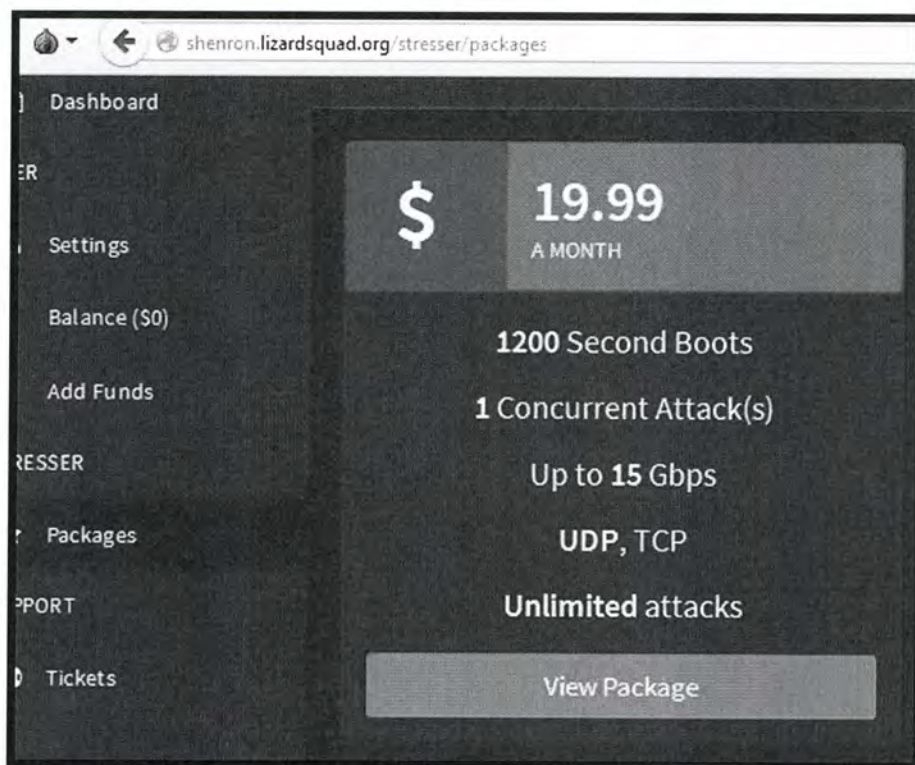 shenron.lizardsquad.org/stresser/packages
Dashboard
ER
Settings
Balance ($0)
Add Funds
RESSER
Packages
PPORT
Tickets
$
19.99
A MONTH
1200 Second Boots
1 Concurrent Attack(s)
Up to 15 Gbps
UDP, TCP
Unlimited attacks
View Package